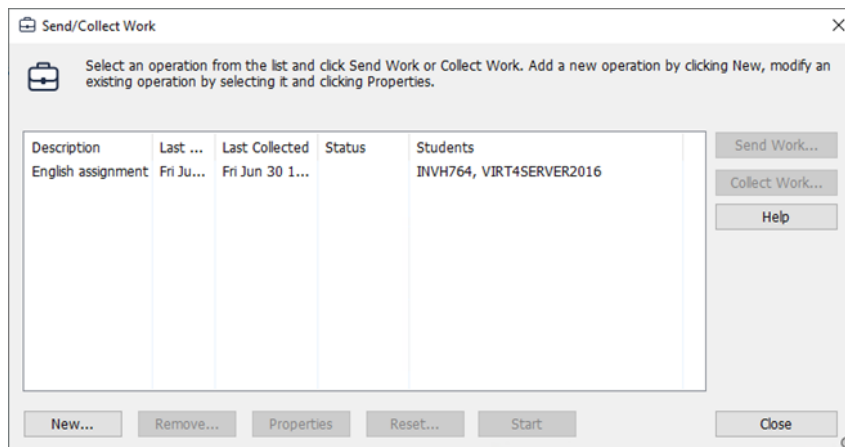 Send/Collect Work
Select an operation from the list and click Send Work or Collect Work. Add a new operation by clicking New, modify an
existing operation by selecting it and clicking Properties.
Description Last ... Last Collected Status Students
English assignment Fri Ju... Fri Jun 30 1... INVH764, VIRT4SERVER2016
Send Work...
Collect Work...
Help
New... Remove... Properties Reset... Start Close